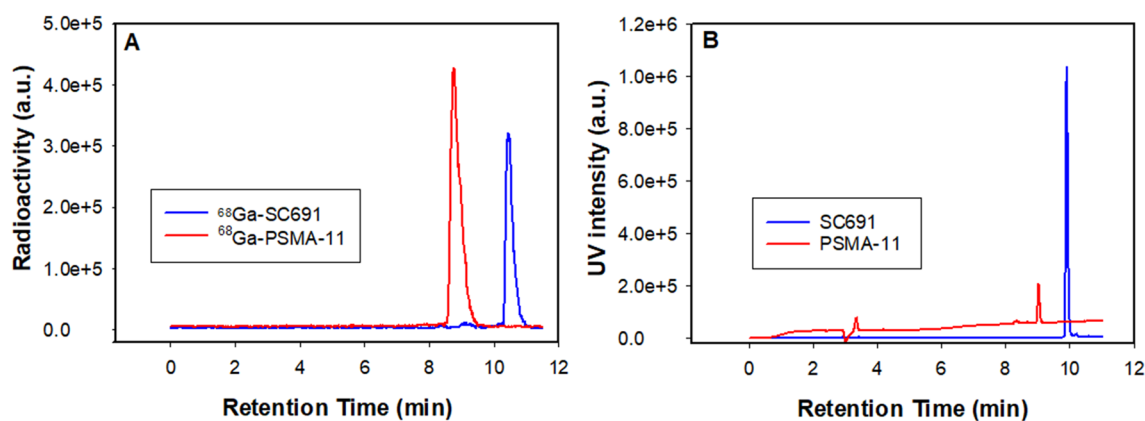 A
Radioactivity (a.u.)
5.0e+5
4.0e+5
3.0e+5
2.0e+5
1.0e+5
0.0
⁶⁸Ga-SC691
⁶⁸Ga-PSMA-11
0 2 4 6 8 10 12
Retention Time (min)
B
UV intensity (a.u.)
1.2e+6
1.0e+6
8.0e+5
6.0e+5
4.0e+5
2.0e+5
0.0
SC691
PSMA-11
0 2 4 6 8 10 12
Retention Time (min)